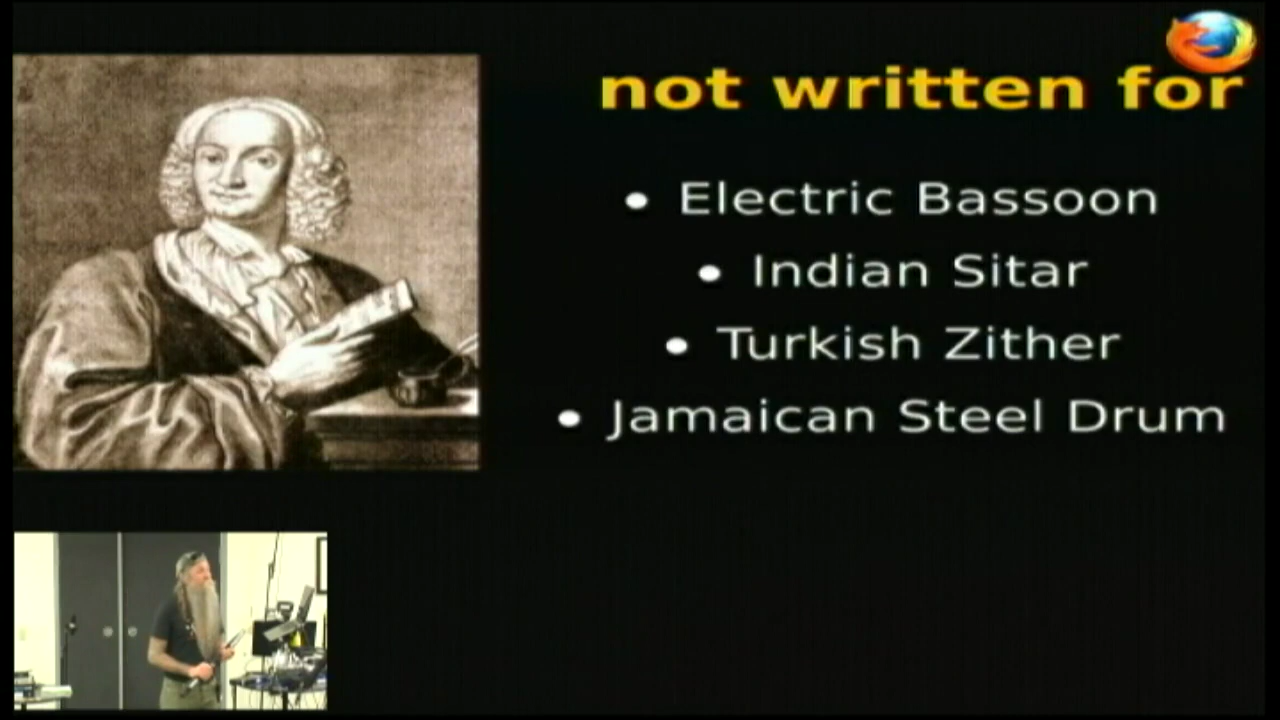 not written for
• Electric Bassoon
• Indian Sitar
• Turkish Zither
• Jamaican Steel Drum